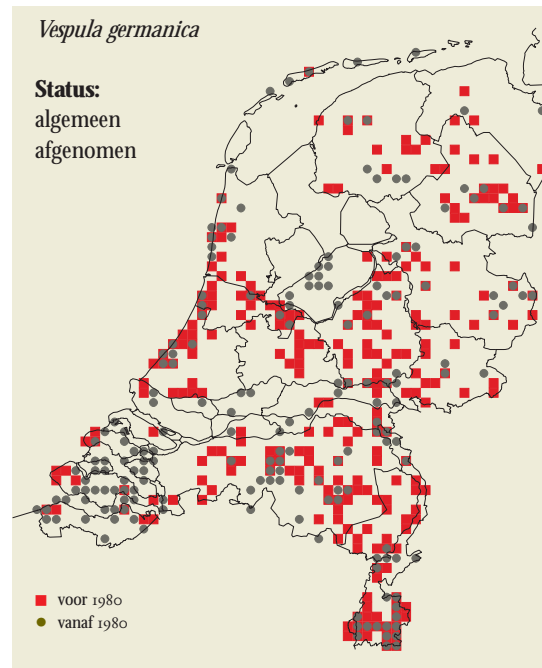 Vespula germanica
Status:
algemeen
afgenomen
voor 1980
vanaf 1980